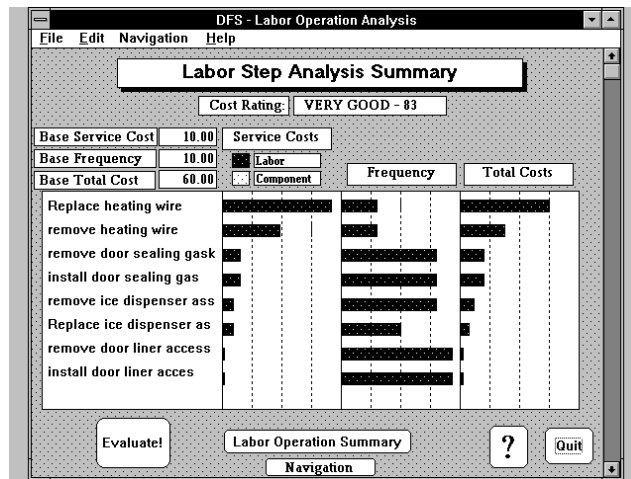 DFS - Labor Operation Analysis
File Edit Navigation Help
Labor Step Analysis Summary
Cost Rating: VERY GOOD - 83
Base Service Cost 10.00 Service Costs
Base Frequency 10.00 Labor
Base Total Cost 60.00 Component Frequency Total Costs
Replace heating wire
remove heating wire
remove door sealing gask
install door sealing gas
remove ice dispenser ass
Replace ice dispenser as
remove door liner access
install door liner acces
Evaluate! Labor Operation Summary ? Quit
Navigation